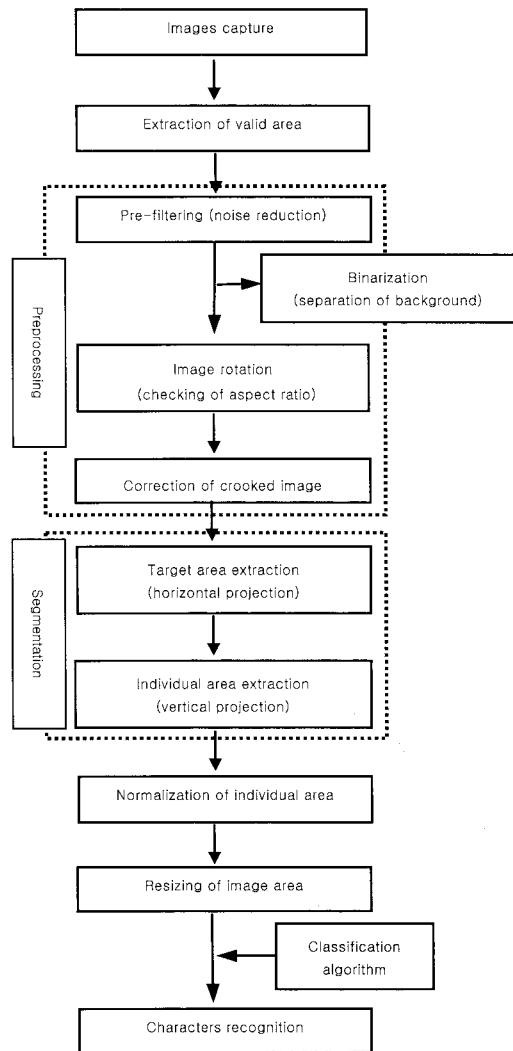 Images capture
Extraction of valid area
Pre-filtering (noise reduction)
Binarization
(separation of background)
Preprocessing
Image rotation
(checking of aspect ratio)
Correction of crooked image
Target area extraction
(horizontal projection)
Segmentation
Individual area extraction
(vertical projection)
Normalization of individual area
Resizing of image area
Classification
algorithm
Characters recognition